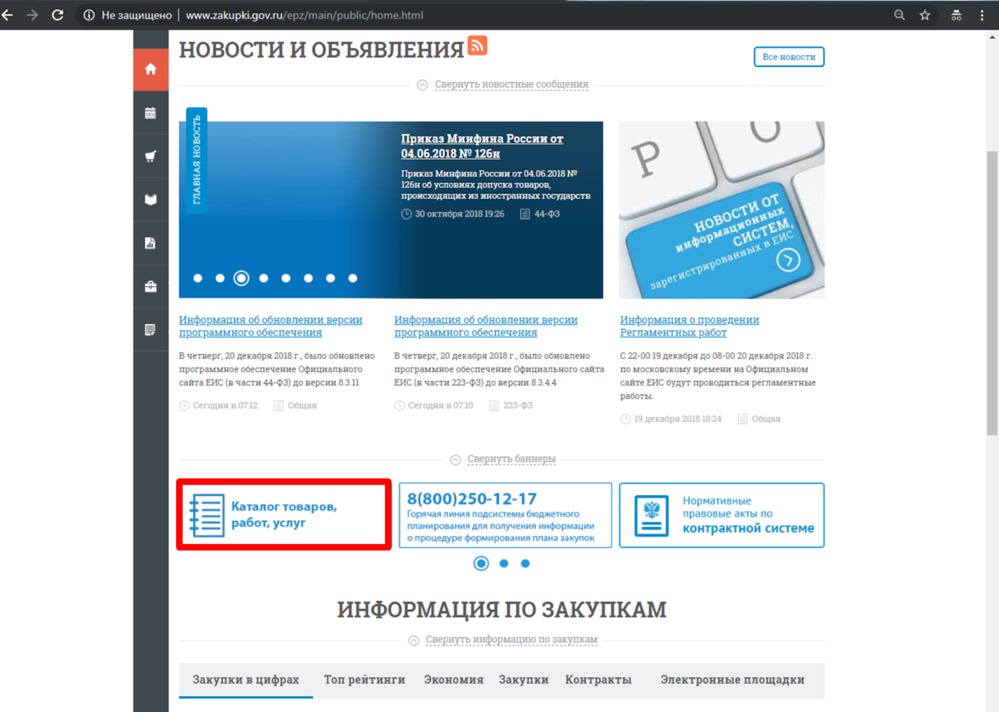 Не защищено www.zakupki.gov.ru/epz/main/public/home.html
НОВОСТИ И ОБЪЯВЛЕНИЯ
Все новости
Свернуть новостные сообщения
ГЛАВНАЯ НОВОСТЬ
Приказ Минфина России от
04.06.2018 № 126н
Приказ Минфина России от 04.06.2018 №
126н об условиях допуска товаров,
происходящих из иностранных государств
30 октября 2018 19:26 44-ФЗ
Р О
НОВОСТИ ОТ
информационных
СИСТЕМ,
зарегистрированных в ЕИС
Информация об обновлении версии
программного обеспечения
В четверг, 20 декабря 2018 г., было обновлено
программное обеспечение Официального
сайта ЕИС (в части 44-ФЗ) до версии 8.3.11
Сегодня в 07:12 Общая
Информация об обновлении версии
программного обеспечения
В четверг, 20 декабря 2018 г., было обновлено
программное обеспечение Официального сайта
ЕИС (в части 223-ФЗ) до версии 8.3.4.4
Сегодня в 07:10 223-ФЗ
Информация о проведении
Регламентных работ
С 22-00 19 декабря до 08-00 20 декабря 2018 г.
по московскому времени на Официальном
сайте ЕИС будут проводиться регламентные
работы.
19 декабря 2018 18:24 Общая
Свернуть баннеры
Каталог товаров,
работ, услуг
8(800)250-12-17
Горячая линия подсистемы бюджетного
планирования для получения информации
о процедуре формирования плана закупок
Нормативные
правовые акты по
контрактной системе
ИНФОРМАЦИЯ ПО ЗАКУПКАМ
Свернуть информацию по закупкам
Закупки в цифрах Топ рейтинги Экономия Закупки Контракты Электронные площадки